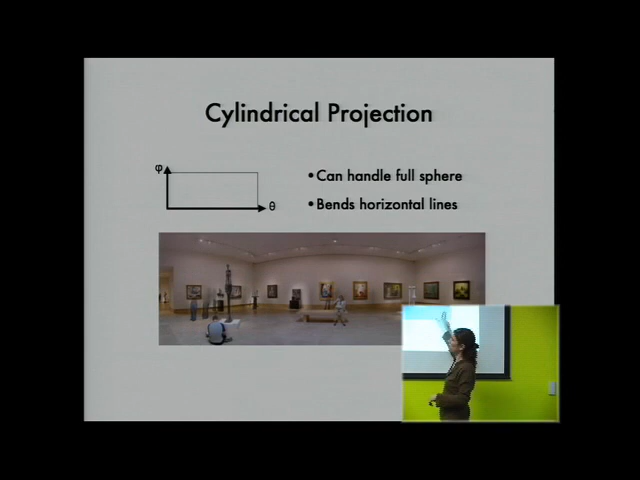 Cylindrical Projection
φ
•Can handle full sphere
•Bends horizontal lines
θ